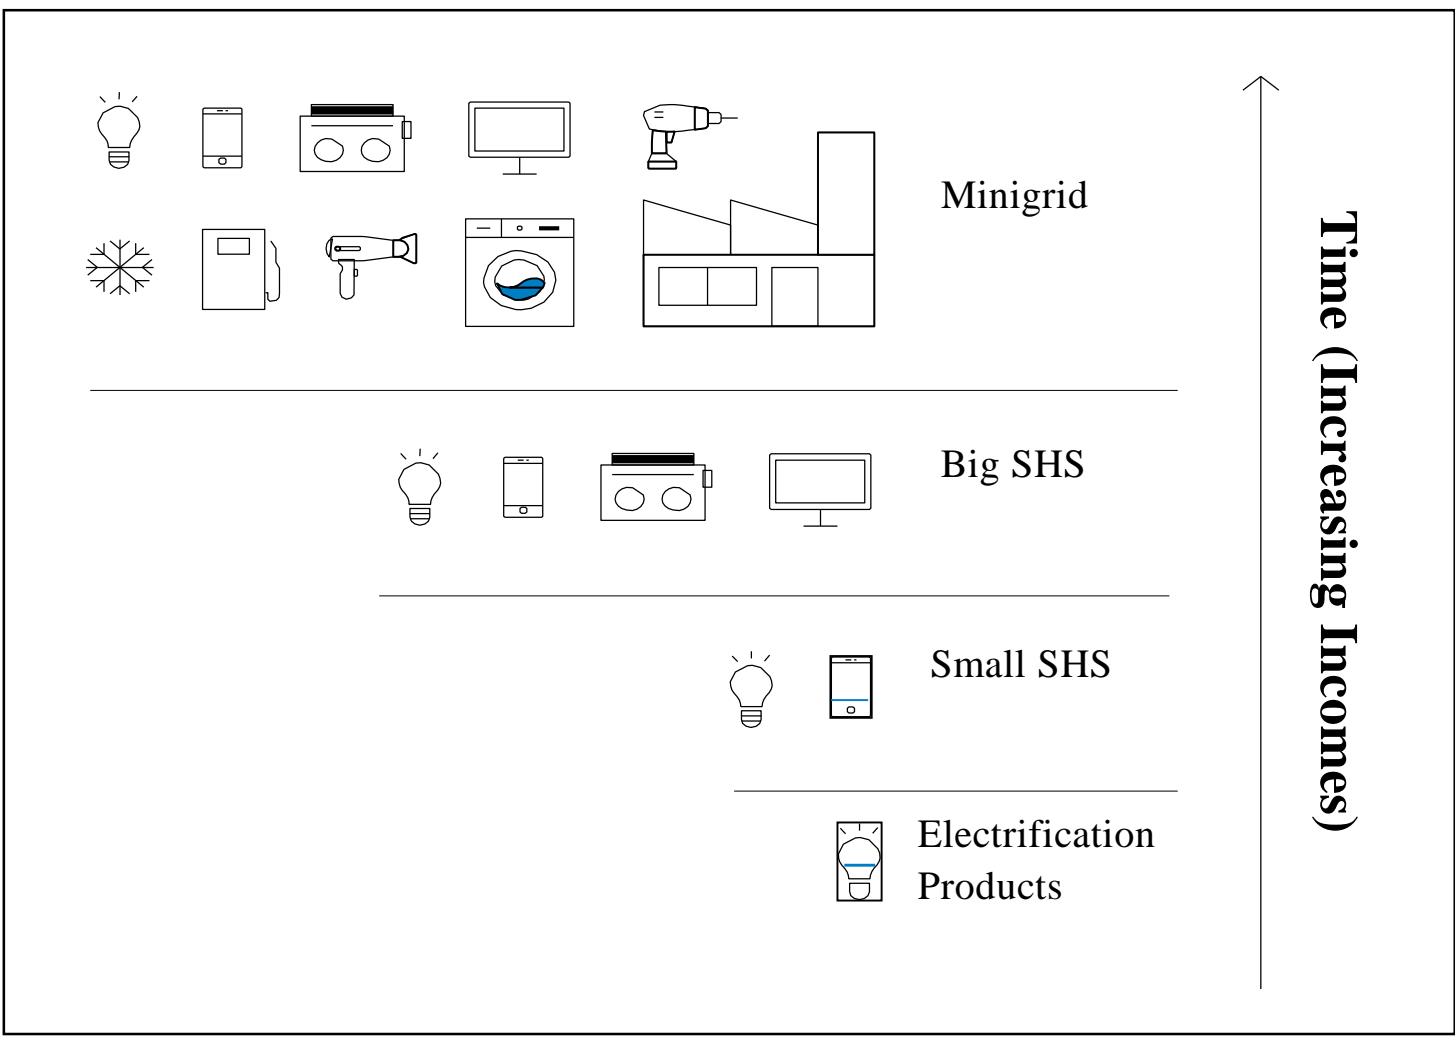 Minigrid
Big SHS
Small SHS
Electrification
Products
Time (Increasing Incomes)